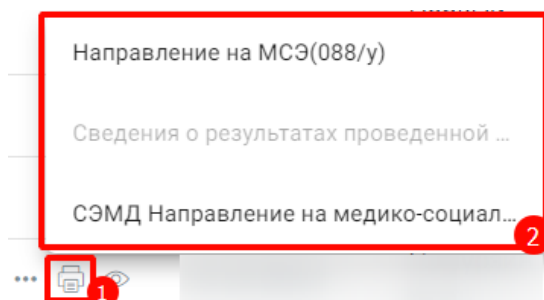 Направление на МСЭ(088/у)
Сведения о результатах проведенной ...
СЭМД Направление на медико-социал...
2
1